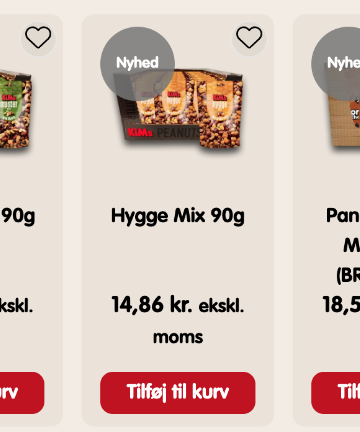 Nyhed
Nyhe
KiMs PEANUT
90g
Hygge Mix 90g
Pan
M
(BR
kskl.
14,86 kr. ekskl.
moms
18,5
rv
Tilføj til kurv
Tilf